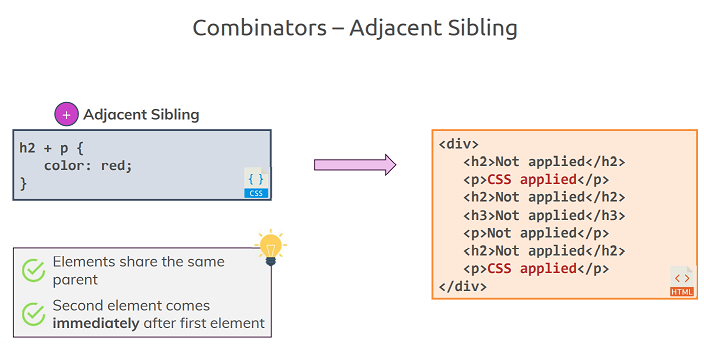 Combinators – Adjacent Sibling
+ Adjacent Sibling
h2 + p {
color: red;
}
{ }
CSS
Elements share the same
parent
Second element comes
immediately after first element
<div>
<h2>Not applied</h2>
<p>CSS applied</p>
<h2>Not applied</h2>
<h3>Not applied</h3>
<p>Not applied</p>
<h2>Not applied</h2>
<p>CSS applied</p>
</div>
<>
HTML